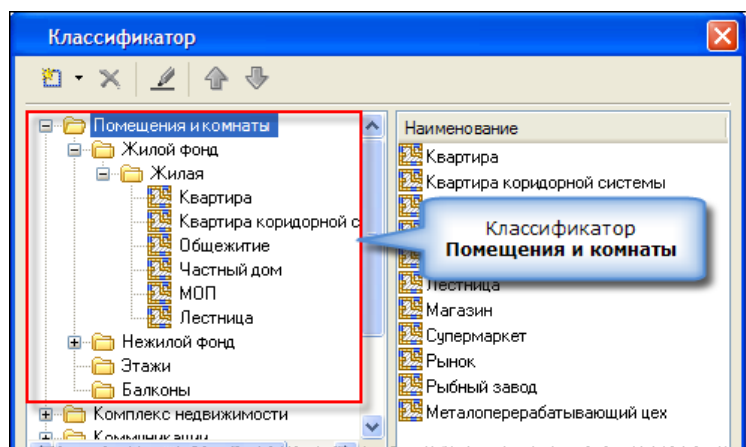 Классификатор
Помещения и комнаты
Жилой фонд
Жилая
Квартира
Квартира коридорной с
Общежитие
Частный дом
МОП
Лестница
Нежилой фонд
Этажи
Балконы
Комплекс недвижимости
Коммуникации
Наименование
Квартира
Квартира коридорной системы
Лестница
Магазин
Супермаркет
Рынок
Рыбный завод
Металоперерабатывающий цех
Классификатор
Помещения и комнаты